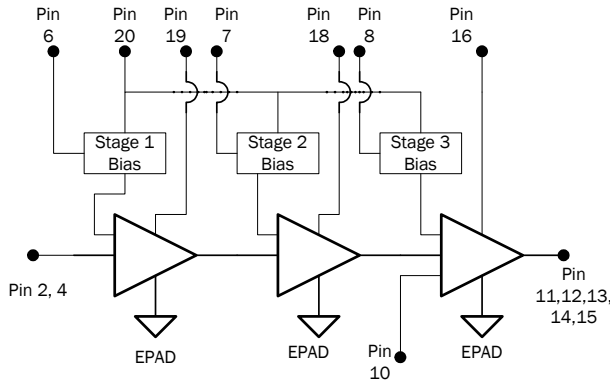 Pin
6
Pin
20
Pin
19
Pin
7
Pin
18
Pin
8
Pin
16
Stage 1
Bias
Stage 2
Bias
Stage 3
Bias
Pin 2, 4
Pin
11,12,13,
14,15
EPAD
EPAD
Pin
10
EPAD